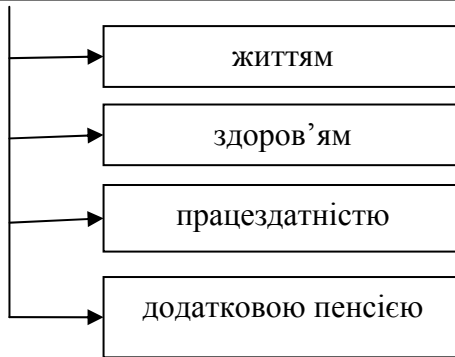 життям
здоров’ям
працездатністю
додатковою пенсією